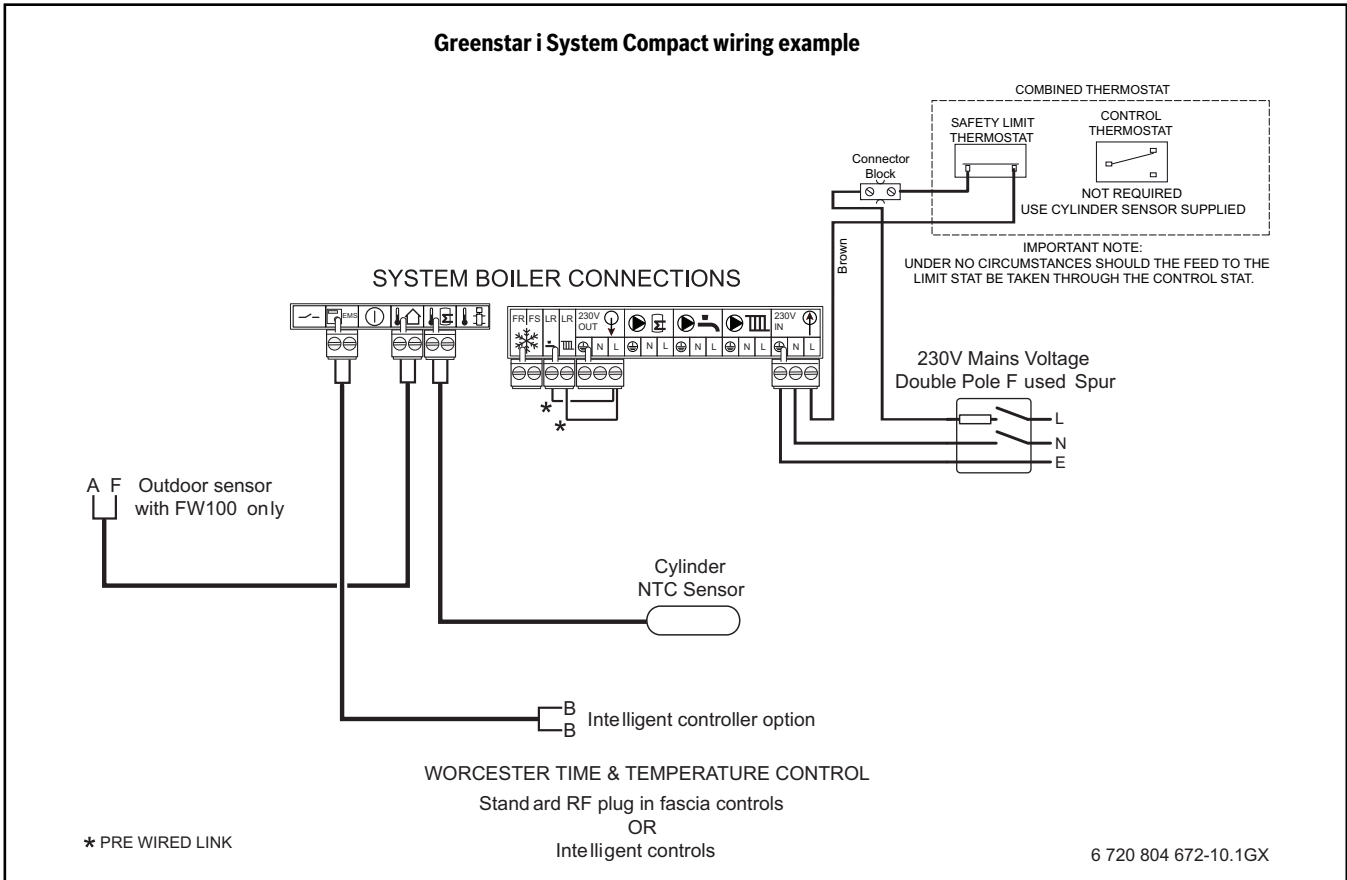 Greenstar i System Compact wiring example
COMBINED THERMOSTAT
SAFETY LIMIT
THERMOSTAT
CONTROL
THERMOSTAT
Connector
Block
NOT REQUIRED
USE CYLINDER SENSOR SUPPLIED
IMPORTANT NOTE:
UNDER NO CIRCUMSTANCES SHOULD THE FEED TO THE
LIMIT STAT BE TAKEN THROUGH THE CONTROL STAT.
Brown
SYSTEM BOILER CONNECTIONS
EMS
FR FS LR LR 230V OUT 230V IN
N L N L N L N L N L
230V Mains Voltage
Double Pole F used Spur
L
N
E
* 
*
A F Outdoor sensor
with FW100 only
Cylinder
NTC Sensor
B
B
Intelligent controller option
WORCESTER TIME & TEMPERATURE CONTROL
Stand ard RF plug in fascia controls
OR
Intelligent controls
* PRE WIRED LINK
6 720 804 672-10.1GX